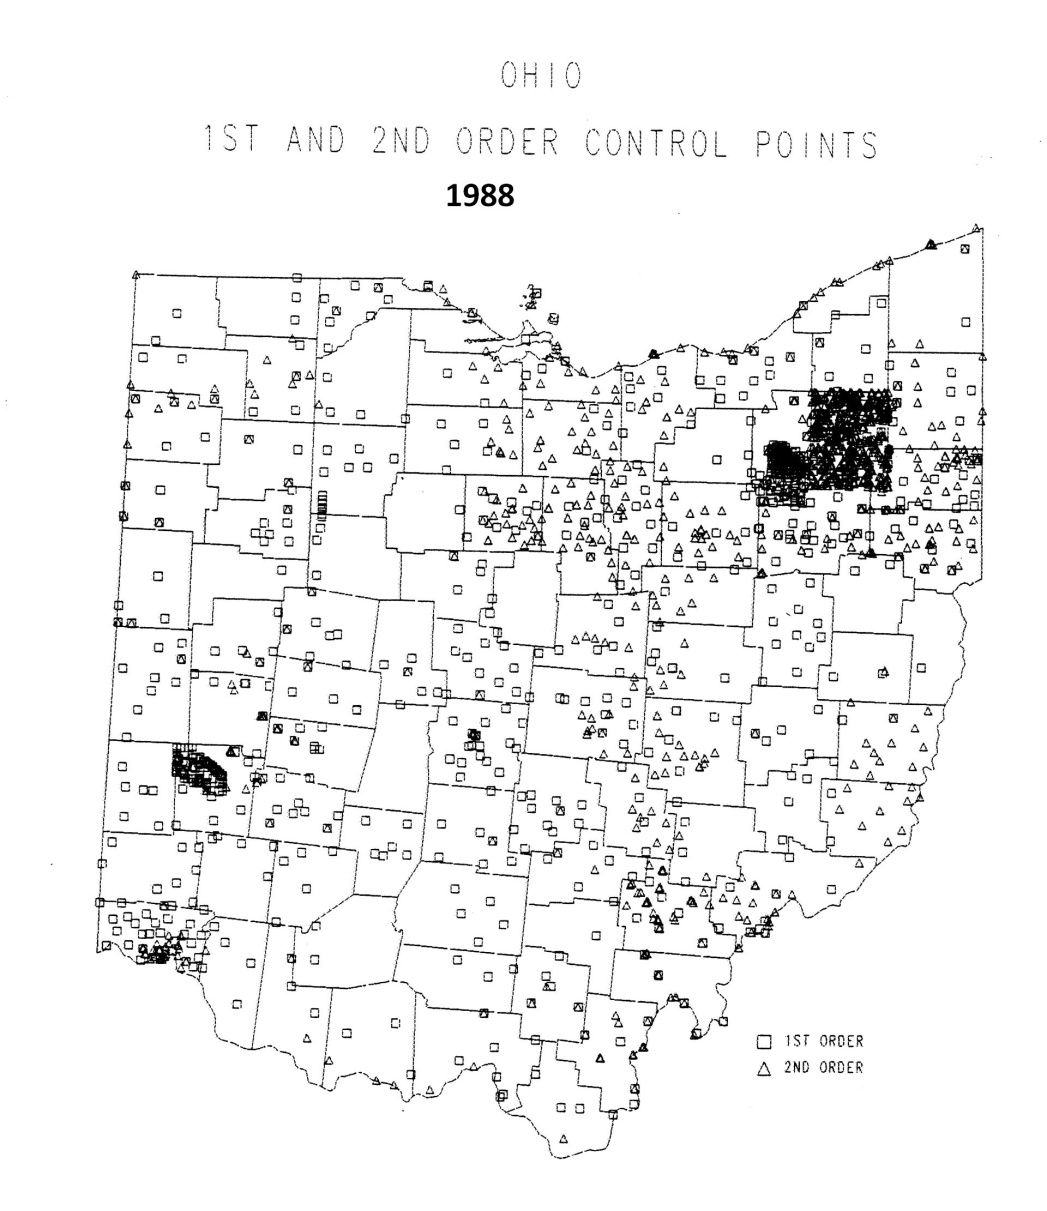 OHIO
1ST AND 2ND ORDER CONTROL POINTS
1988
1ST ORDER
2ND ORDER